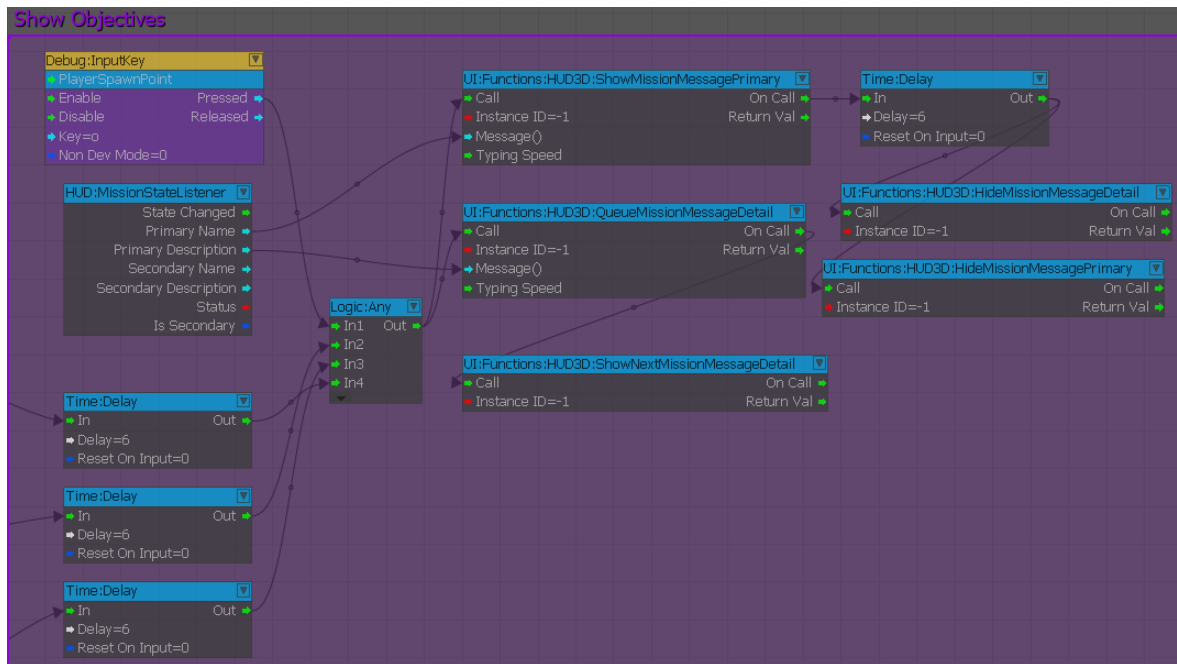 Show Objectives
Debug:InputKey
PlayerSpawnPoint
Enable Pressed
Disable Released
Key=o
Non Dev Mode=0
HUD:MissionStateListener
State Changed
Primary Name
Primary Description
Secondary Name
Secondary Description
Status
Is Secondary
Time:Delay
In Out
Delay=6
Reset On Input=0
Time:Delay
In Out
Delay=6
Reset On Input=0
Time:Delay
In Out
Delay=6
Reset On Input=0
Logic:Any
In1 Out
In2
In3
In4
UI:Functions:HUD3D:ShowMissionMessagePrimary
Call On Call
Instance ID=-1 Return Val
Message()
Typing Speed
UI:Functions:HUD3D:QueueMissionMessageDetail
Call On Call
Instance ID=-1 Return Val
Message()
Typing Speed
UI:Functions:HUD3D:ShowNextMissionMessageDetail
Call On Call
Instance ID=-1 Return Val
Time:Delay
In Out
Delay=6
Reset On Input=0
UI:Functions:HUD3D:HideMissionMessageDetail
Call On Call
Instance ID=-1 Return Val
UI:Functions:HUD3D:HideMissionMessagePrimary
Call On Call
Instance ID=-1 Return Val